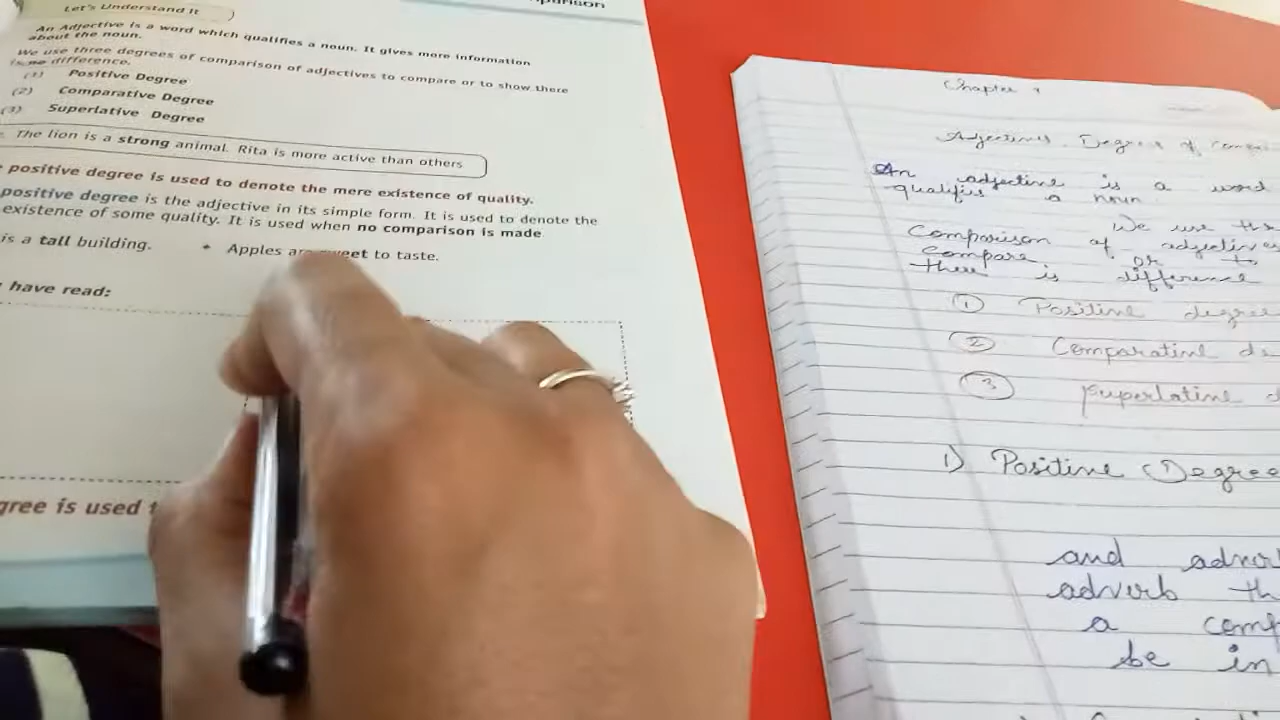 Let's Understand It
An Adjective is a word which qualifies a noun. It gives more information
about the noun.
We use three degrees of comparison of adjectives to compare or to show there
is no difference.
(1) Positive Degree
(2) Comparative Degree
(3) Superlative Degree
The lion is a strong animal. Rita is more active than others
positive degree is used to denote the mere existence of quality.
positive degree is the adjective in its simple form. It is used to denote the
existence of some quality. It is used when no comparison is made.
is a tall building. • Apples are sweet to taste.
have read:
gree is used
Chapter
Adjectives Degree of
An adjective is a word
qualifies a noun
We use
Comparison of adjectives
compare or to
there is difference
① Positive degree
② Comparative
③ Superlative
1) Positive Degree
and
adverb
a
be in